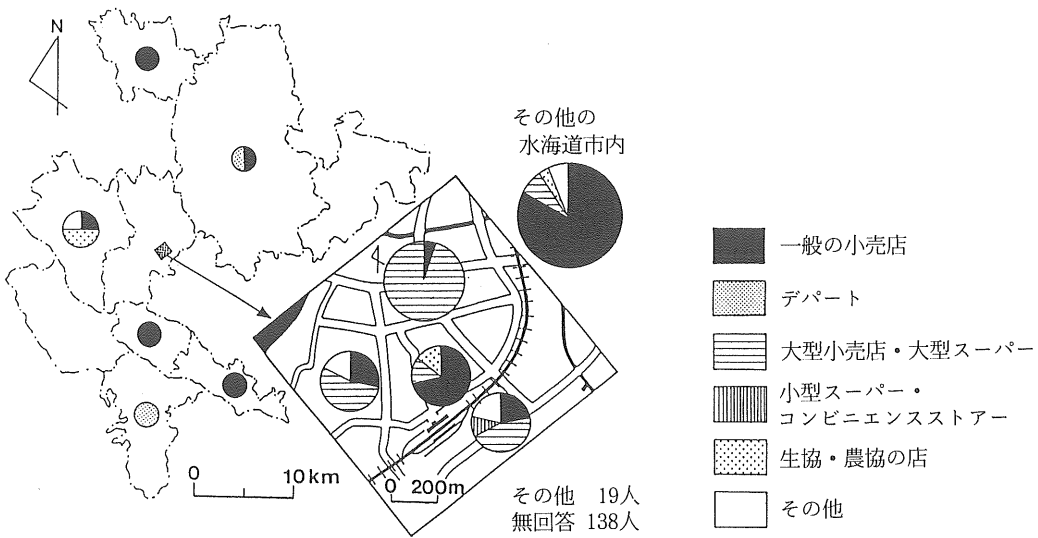 N
その他の
水海道市内
0 10km
0 200m
その他 19人
無回答 138人
一般の小売店
デパート
大型小売店・大型スーパー
小型スーパー・
コンビニエンスストアー
生協・農協の店
その他